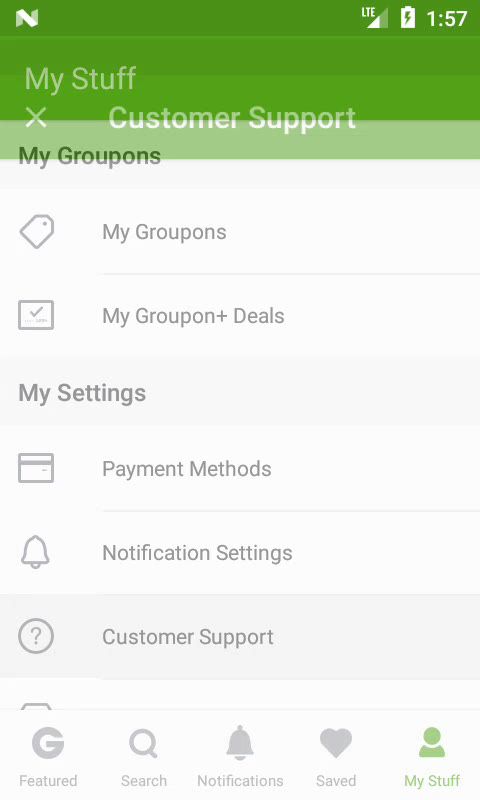 LTE 1:57
My Stuff
Customer Support
My Groupons
My Groupons
My Groupon+ Deals
My Settings
Payment Methods
Notification Settings
Customer Support
Featured Search Notifications Saved My Stuff